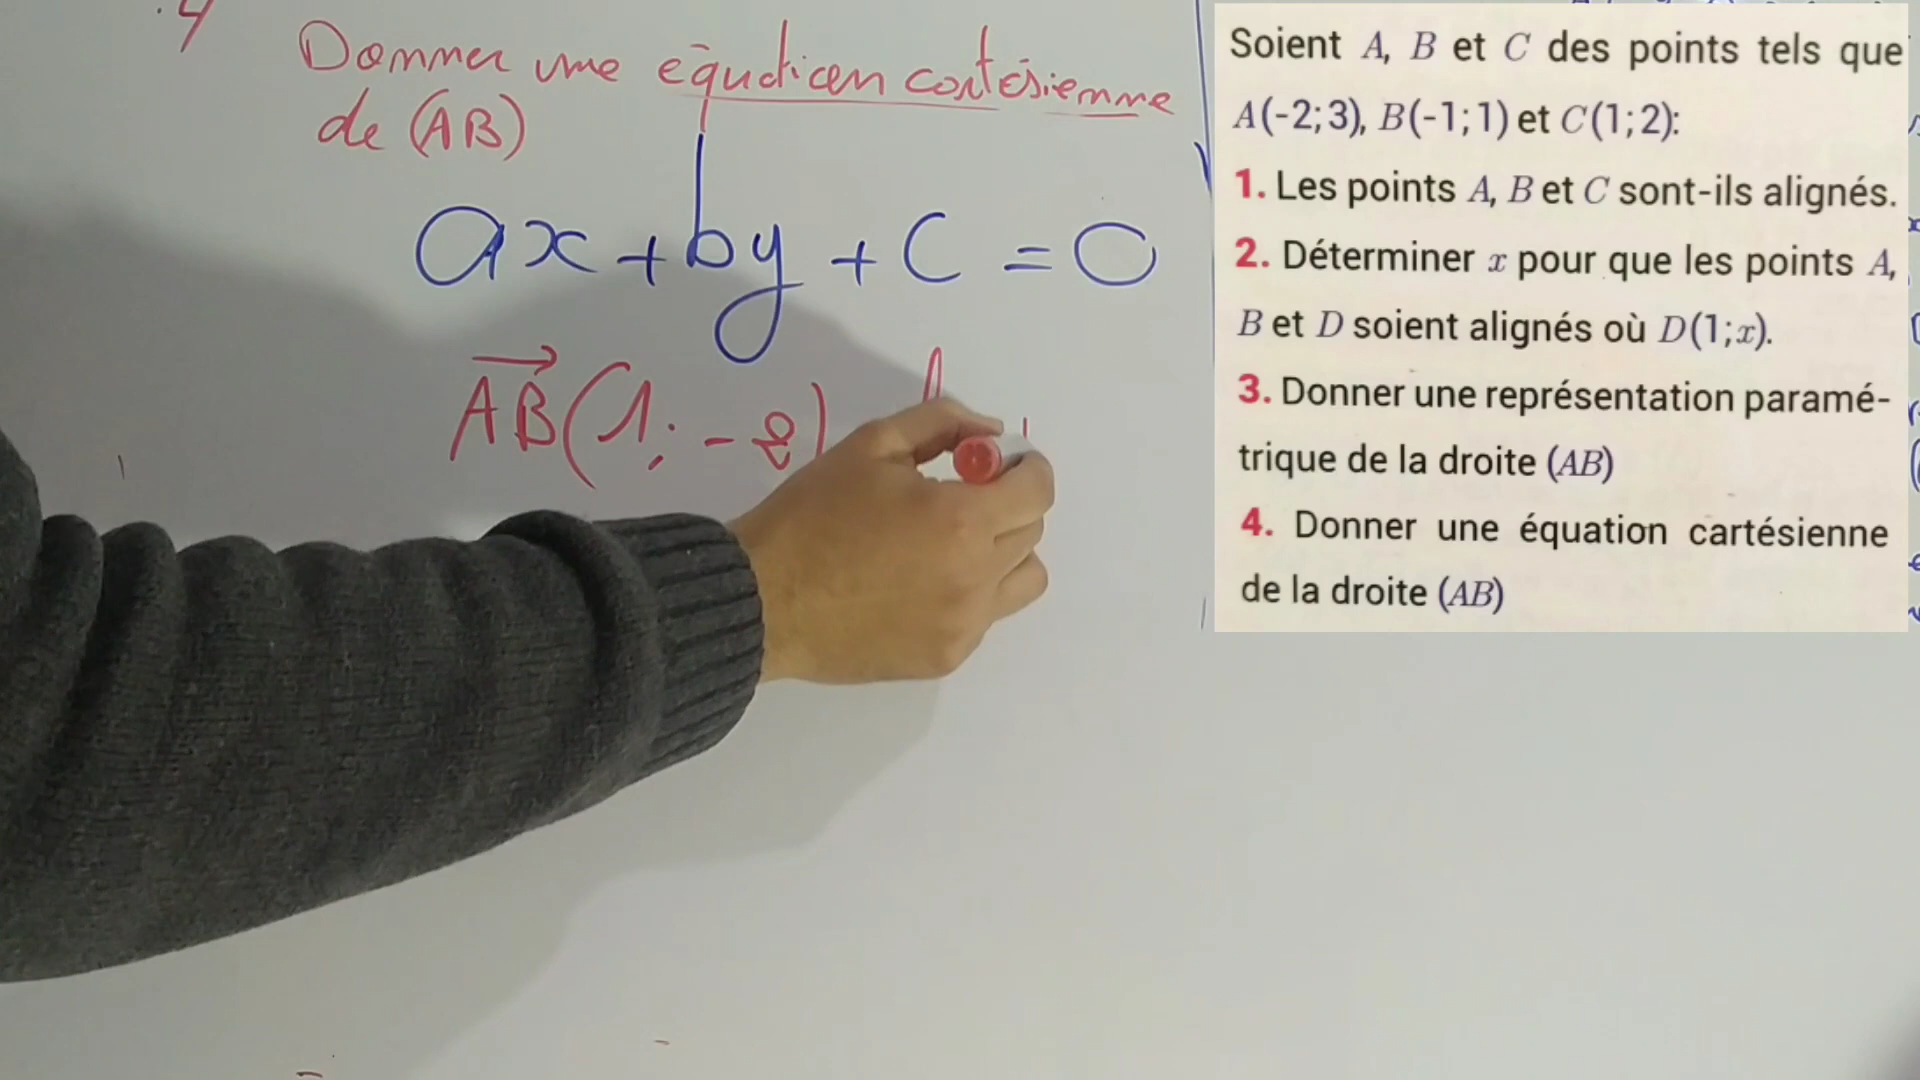 .4
Donner une équation cartésienne
de (AB)
ax + by + c = 0
AB(1; -2)
Soient A, B et C des points tels que
A(-2;3), B(-1;1) et C(1;2):
1. Les points A, B et C sont-ils alignés.
2. Déterminer x pour que les points A,
B et D soient alignés où D(1;x).
3. Donner une représentation paramé-
trique de la droite (AB)
4. Donner une équation cartésienne
de la droite (AB)